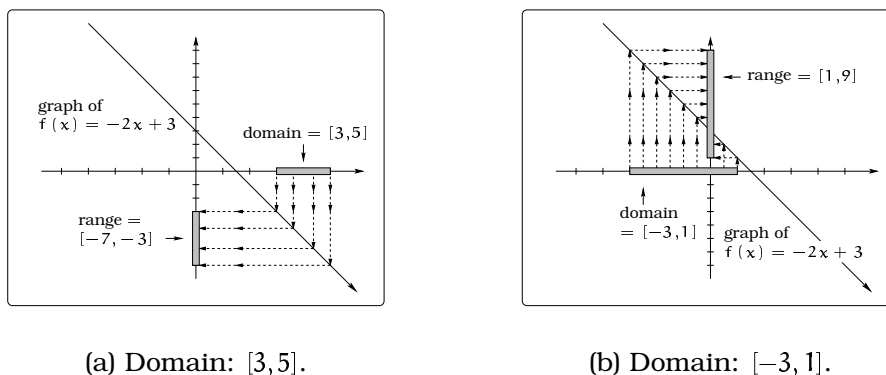 graph of
f(x) = −2x + 3
domain = [3,5]
range =
[−7, −3]
(a) Domain: [3,5].
range = [1,9]
domain
= [−3,1]
graph of
f(x) = −2x + 3
(b) Domain: [−3,1].